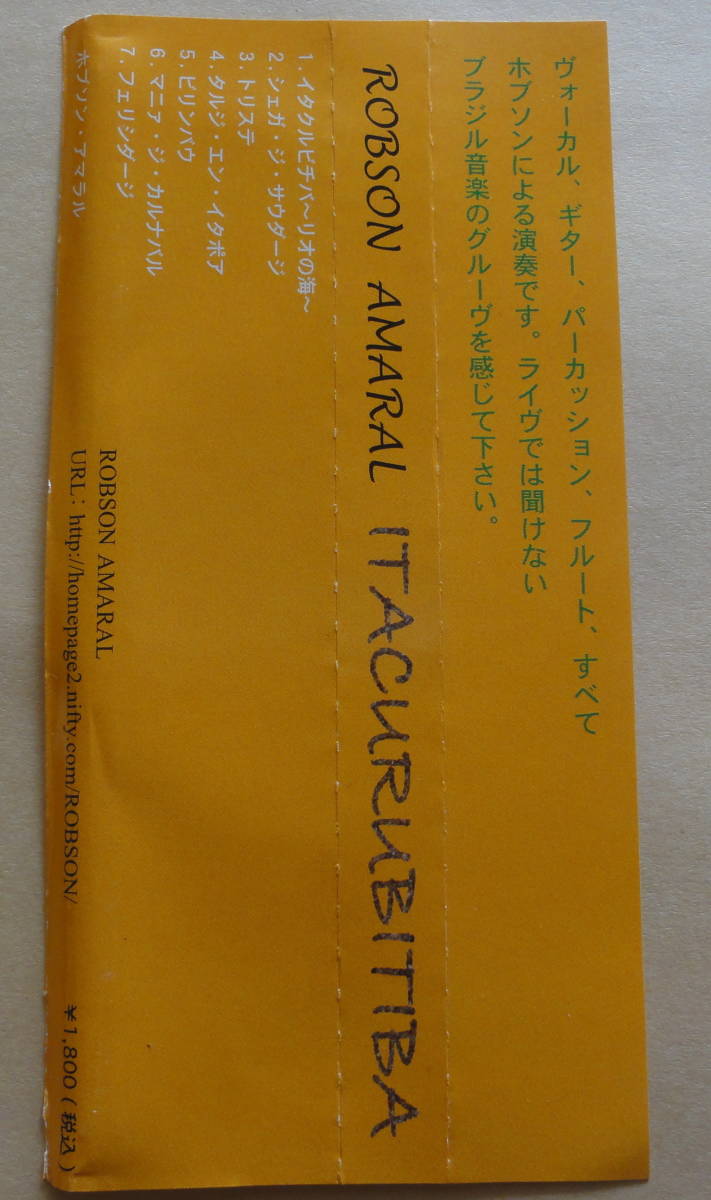 ヴォーカル、ギター、パーカッション、フルート、すべて
ホブソンによる演奏です。ライヴでは聞けない
ブラジル音楽のグルーヴを感じて下さい。
ROBSON AMARAL ITACURUBITIBA
1. イタクルビチバ～リオの海～
2. シェガ・ジ・サウダージ
3. トリステ
4. タルジ・エン・イタポア
5. ビリンバウ
6. マニァ・ジ・カルナバル
7. フェリシダージ
ホブソン・アマラル
ROBSON AMARAL
URL：http://homepage2.nifty.com/ROBSON/
￥1,800（税込）